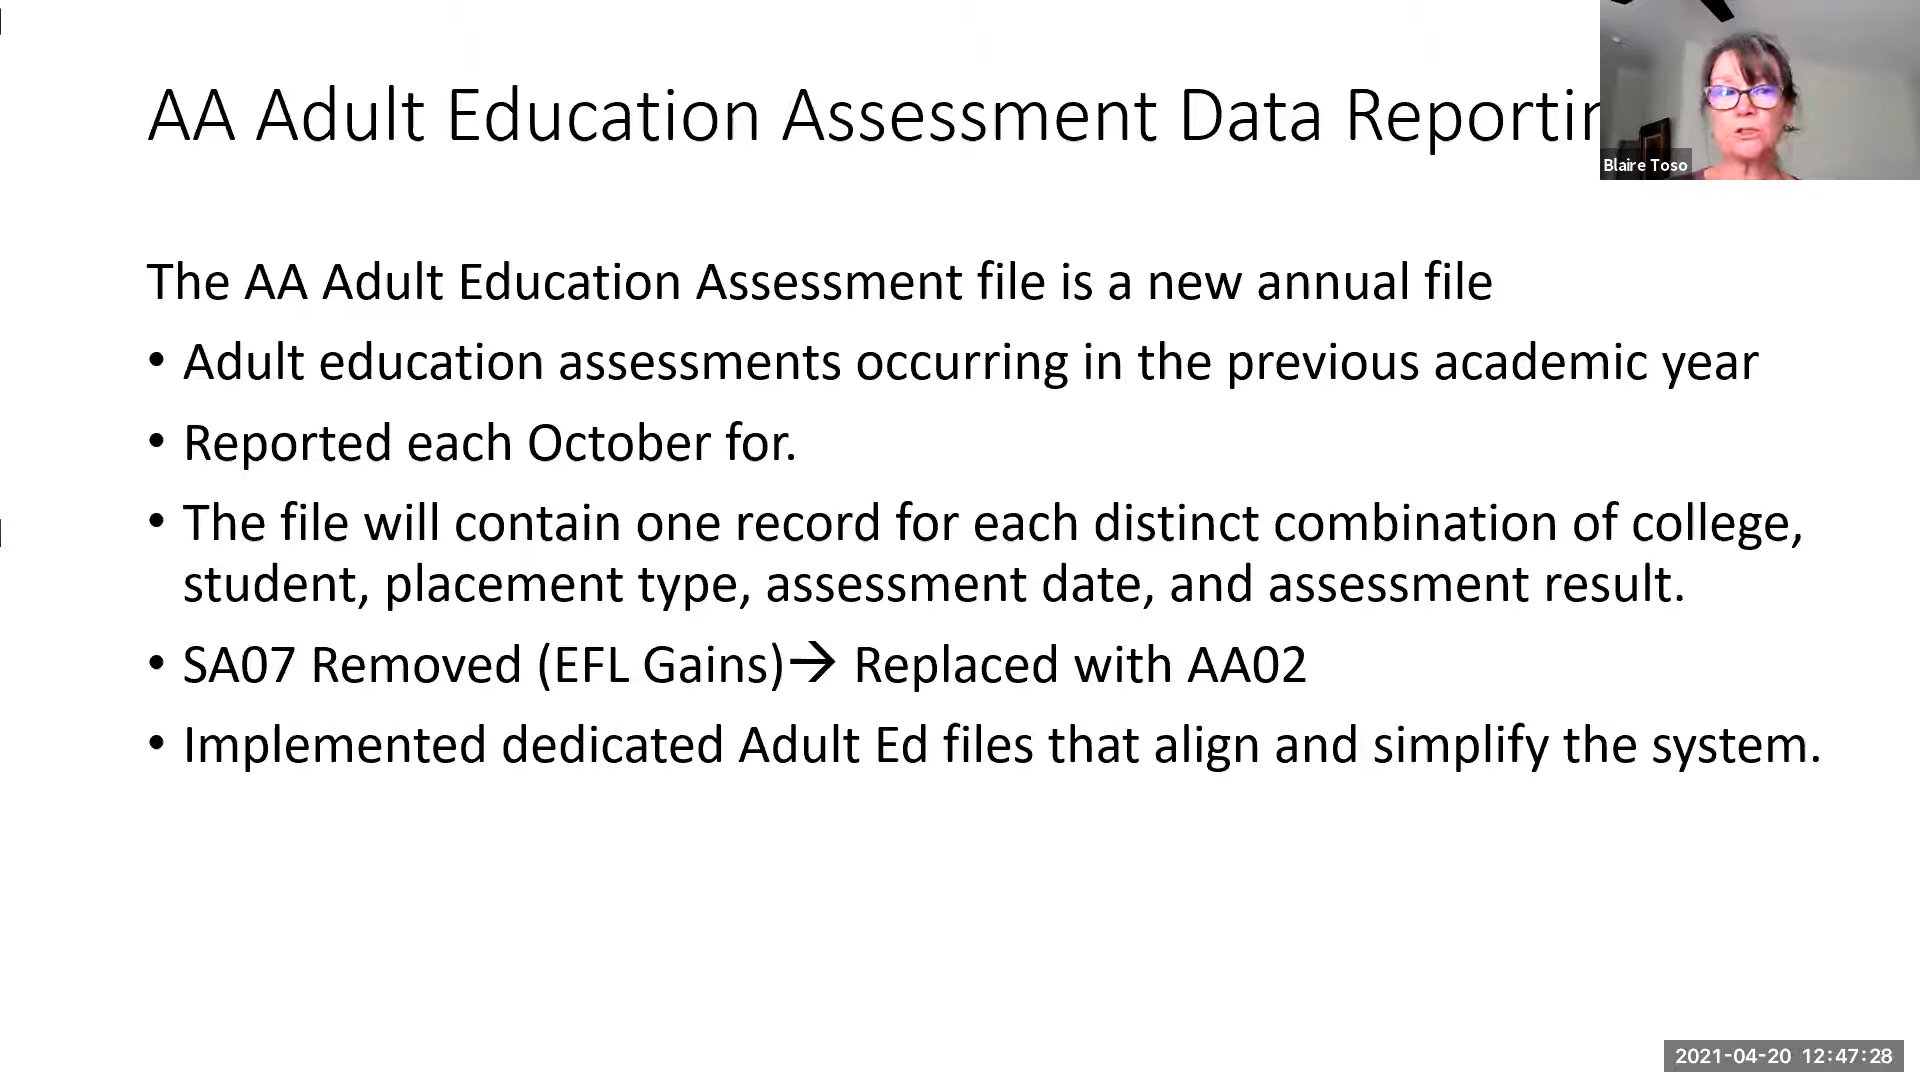 AA Adult Education Assessment Data Reportin
Blaire Toso
The AA Adult Education Assessment file is a new annual file
• Adult education assessments occurring in the previous academic year
• Reported each October for.
• The file will contain one record for each distinct combination of college,
student, placement type, assessment date, and assessment result.
• SA07 Removed (EFL Gains)→ Replaced with AA02
• Implemented dedicated Adult Ed files that align and simplify the system.
2021-04-20 12:47:28